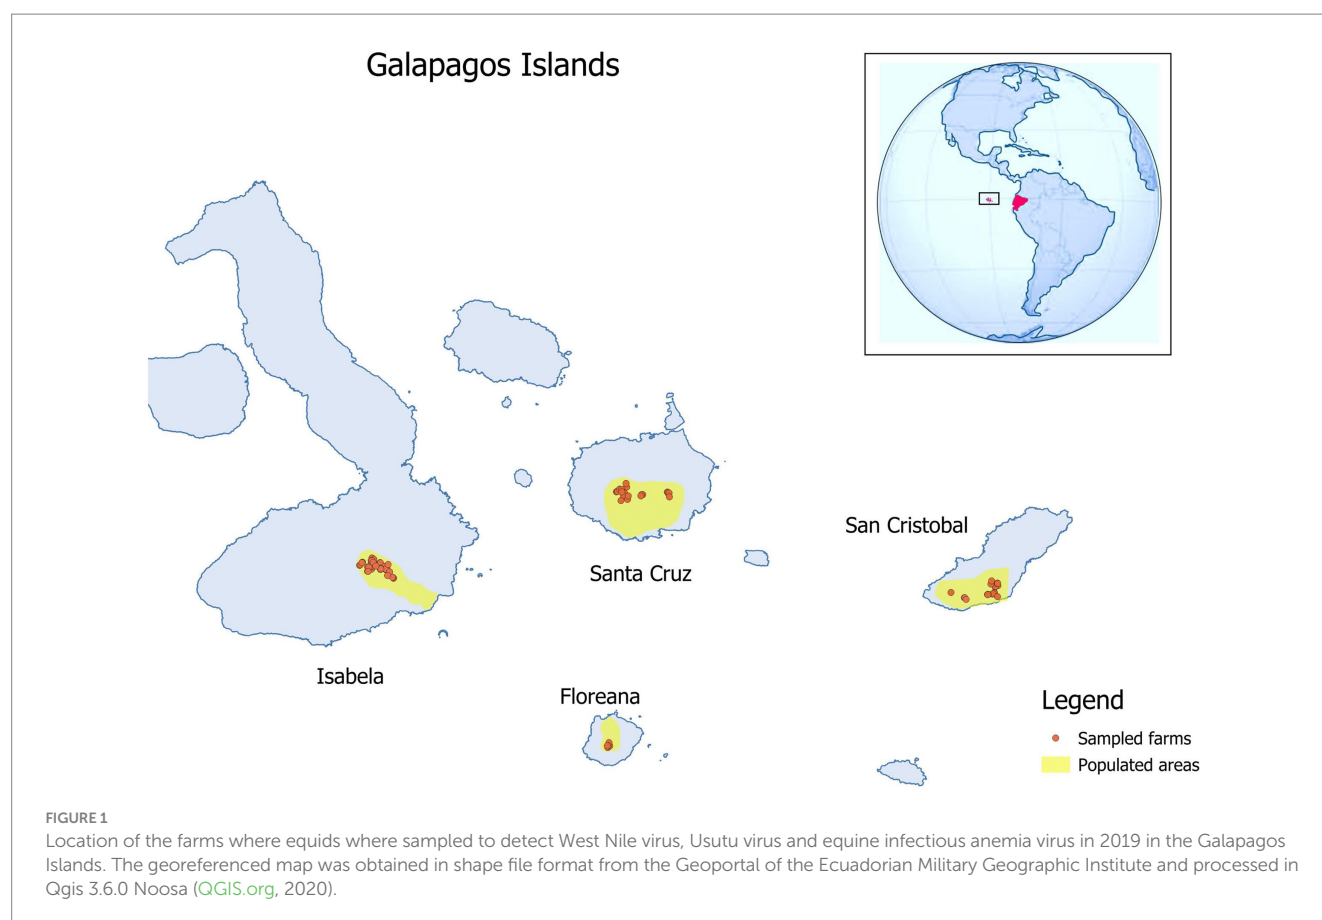 Galapagos Islands
San Cristobal
Santa Cruz
Isabela
Floreana
Legend
Sampled farms
Populated areas
FIGURE 1
Location of the farms where equids where sampled to detect West Nile virus, Usutu virus and equine infectious anemia virus in 2019 in the Galapagos
Islands. The georeferenced map was obtained in shape file format from the Geoportal of the Ecuadorian Military Geographic Institute and processed in
Qgis 3.6.0 Noosa (QGIS.org, 2020).